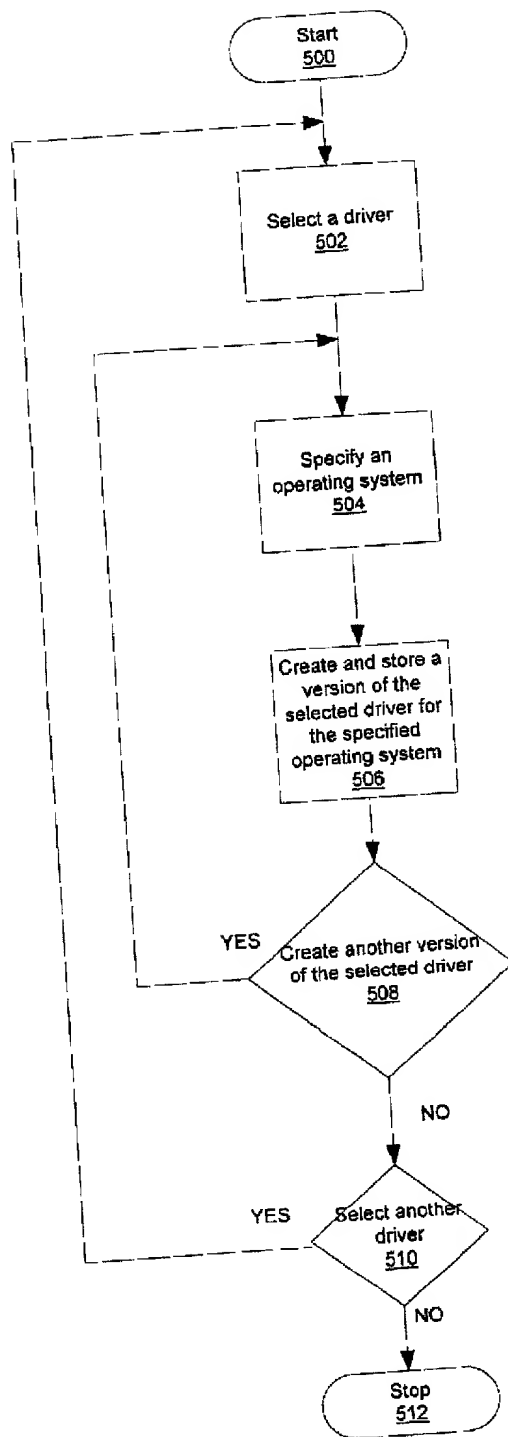 Start
500
Select a driver
502
Specify an
operating system
504
Create and store a
version of the
selected driver for
the specified
operating system
506
YES
Create another version
of the selected driver
508
NO
YES
Select another
driver
510
NO
Stop
512